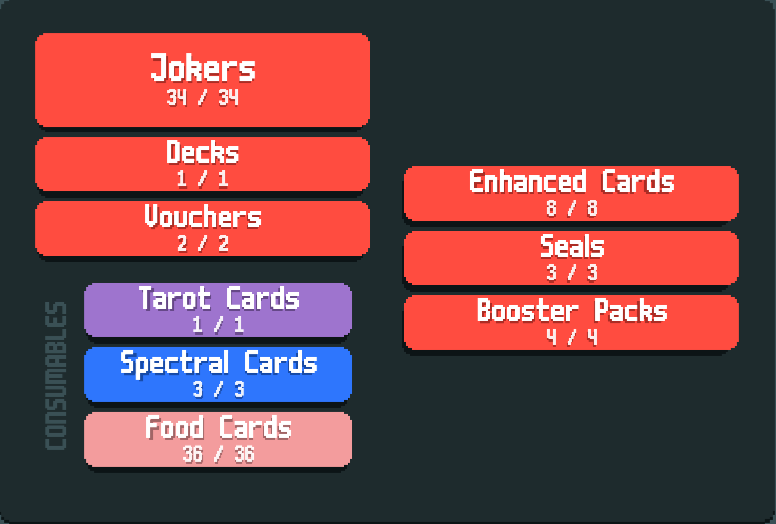 Jokers
34 / 34
Decks
1 / 1
Vouchers
2 / 2
CONSUMABLES
Tarot Cards
1 / 1
Spectral Cards
3 / 3
Food Cards
36 / 36
Enhanced Cards
8 / 8
Seals
3 / 3
Booster Packs
4 / 4